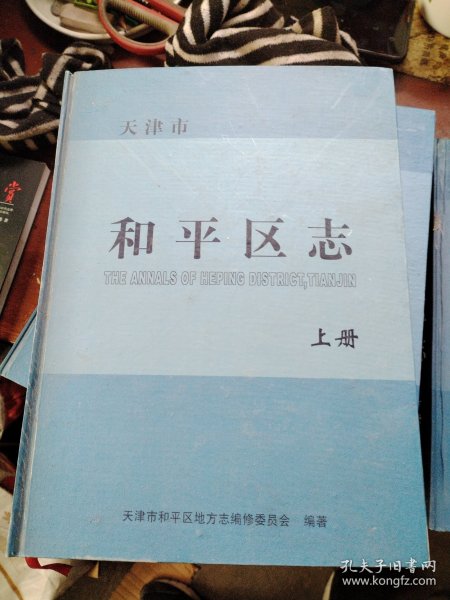 天津市
和平区志
THE ANNALS OF HEPING DISTRICT,TIANJIN
上册
天津市和平区地方志编修委员会 编著
赏
孔夫子旧书网
www.kongfz.com